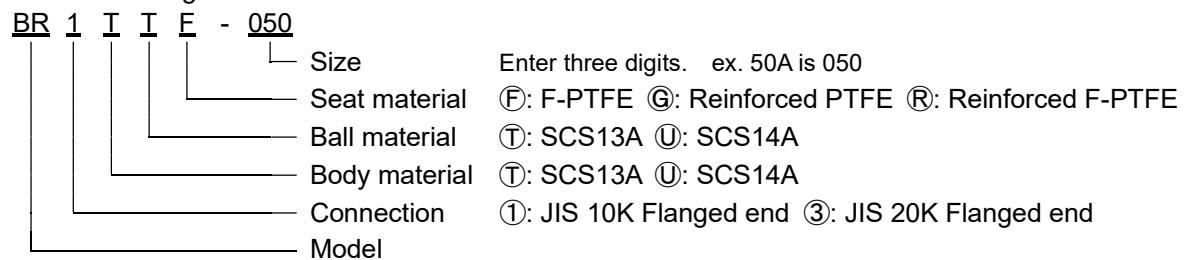 BR 1 T T F - 050
Size Enter three digits. ex. 50A is 050
Seat material Ⓕ: F-PTFE Ⓖ: Reinforced PTFE Ⓡ: Reinforced F-PTFE
Ball material Ⓣ: SCS13A Ⓤ: SCS14A
Body material Ⓣ: SCS13A Ⓤ: SCS14A
Connection ①: JIS 10K Flanged end ③: JIS 20K Flanged end
Model